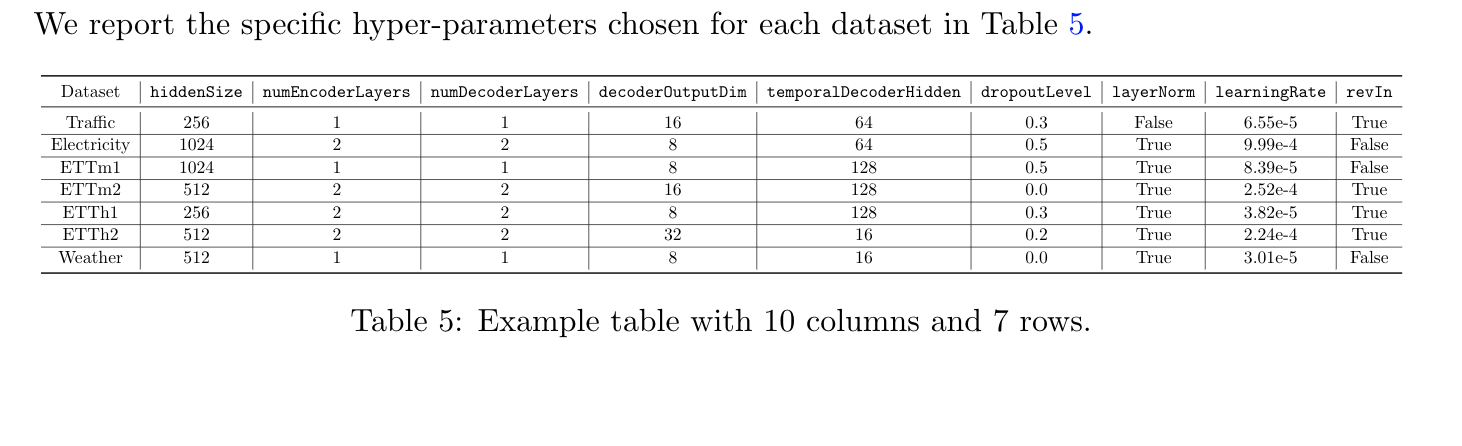 We report the specific hyper-parameters chosen for each dataset in Table 5.
Dataset hiddenSize numEncoderLayers numDecoderLayers decoderOutputDim temporalDecoderHidden dropoutLevel layerNorm learningRate revIn
Traffic 256 1 1 16 64 0.3 False 6.55e-5 True
Electricity 1024 2 2 8 64 0.5 True 9.99e-4 False
ETTm1 1024 1 1 8 128 0.5 True 8.39e-5 False
ETTm2 512 2 2 16 128 0.0 True 2.52e-4 True
ETTh1 256 2 2 8 128 0.3 True 3.82e-5 True
ETTh2 512 2 2 32 16 0.2 True 2.24e-4 True
Weather 512 1 1 8 16 0.0 True 3.01e-5 False
Table 5: Example table with 10 columns and 7 rows.